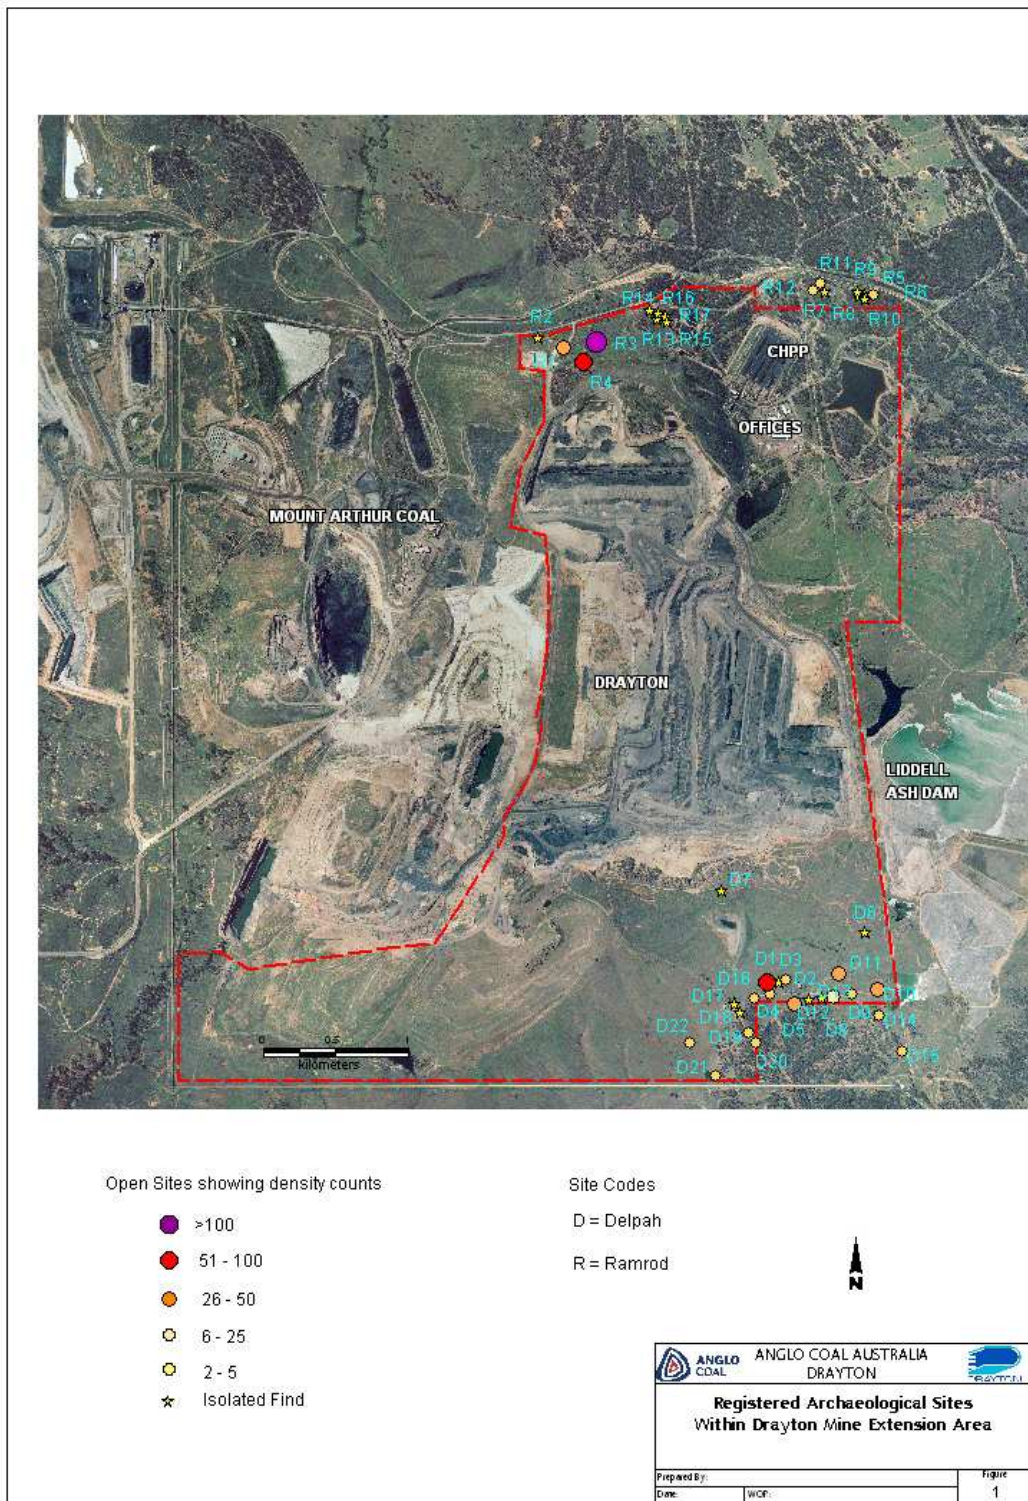 R11
R9
R5
R12
R6
R14
R16
R7
R8
R10
R17
R2
R3
R13
R15
R4
CHPP
OFFICES
MOUNT ARTHUR COAL
DRAYTON
LIDDELL
ASH DAM
D7
D8
D1
D3
D11
D2
D17
D4
D12
D5
D6
D14
D22
D19
D20
D21
0
0.5
1
kilometers
Open Sites showing density counts
>100
51 - 100
26 - 50
6 - 25
2 - 5
Isolated Find
Site Codes
D = Delpah
R = Ramrod
N
ANGLO
COAL
ANGLO COAL AUSTRALIA
DRAYTON
DRAYTON
Registered Archaeological Sites
Within Drayton Mine Extension Area
Prepared By:
Figure
Date:
WOP:
1